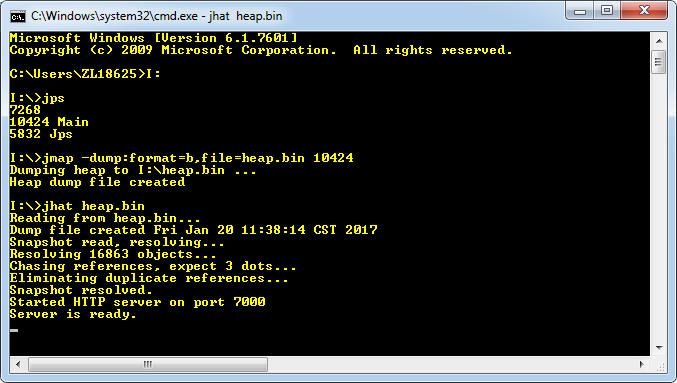 C:\Windows\system32\cmd.exe - jhat heap.bin
Microsoft Windows [Version 6.1.7601]
Copyright (c) 2009 Microsoft Corporation.  All rights reserved.
C:\Users\ZL18625>I:
I:\>jps
7268
10424 Main
5832 Jps
I:\>jmap -dump:format=b,file=heap.bin 10424
Dumping heap to I:\heap.bin ...
Heap dump file created
I:\>jhat heap.bin
Reading from heap.bin...
Dump file created Fri Jan 20 11:38:14 CST 2017
Snapshot read, resolving...
Resolving 16863 objects...
Chasing references, expect 3 dots...
Eliminating duplicate references...
Snapshot resolved.
Started HTTP server on port 7000
Server is ready.